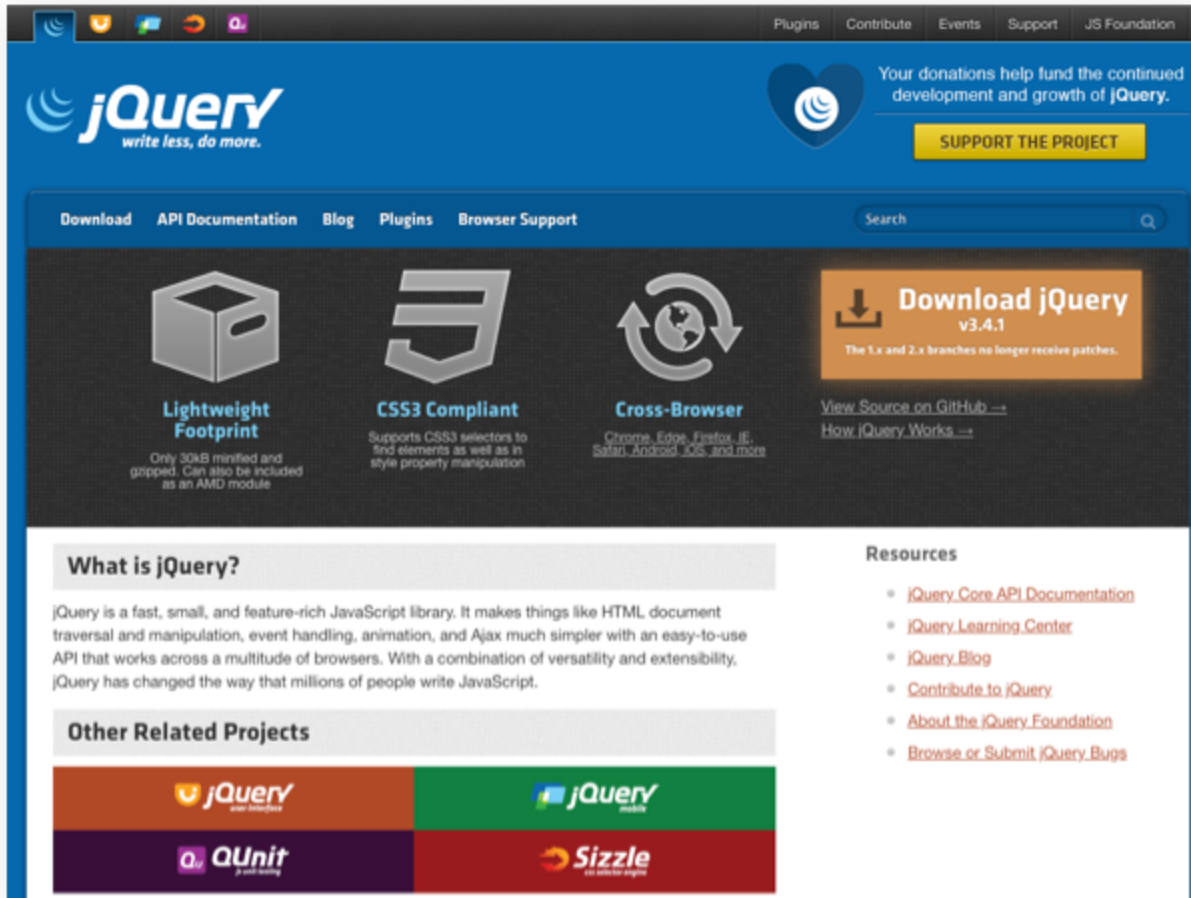 Plugins Contribute Events Support JS Foundation
jQuery
write less, do more.
Your donations help fund the continued
development and growth of jQuery.
SUPPORT THE PROJECT
Download API Documentation Blog Plugins Browser Support
Search
Lightweight
Footprint
Only 30kB minified and
gzipped. Can also be included
as an AMD module
CSS3 Compliant
Supports CSS3 selectors to
find elements as well as in
style property manipulation
Cross-Browser
Chrome, Edge, Firefox, IE,
Safari, Android, iOS, and more
Download jQuery
v3.4.1
The 1.x and 2.x branches no longer receive patches.
View Source on GitHub →
How jQuery Works →
What is jQuery?
jQuery is a fast, small, and feature-rich JavaScript library. It makes things like HTML document
traversal and manipulation, event handling, animation, and Ajax much simpler with an easy-to-use
API that works across a multitude of browsers. With a combination of versatility and extensibility,
jQuery has changed the way that millions of people write JavaScript.
Other Related Projects
jQuery
user interface
jQuery
mobile
QUnit
js unit testing
Sizzle
css selector engine
Resources
jQuery Core API Documentation
jQuery Learning Center
jQuery Blog
Contribute to jQuery
About the jQuery Foundation
Browse or Submit jQuery Bugs